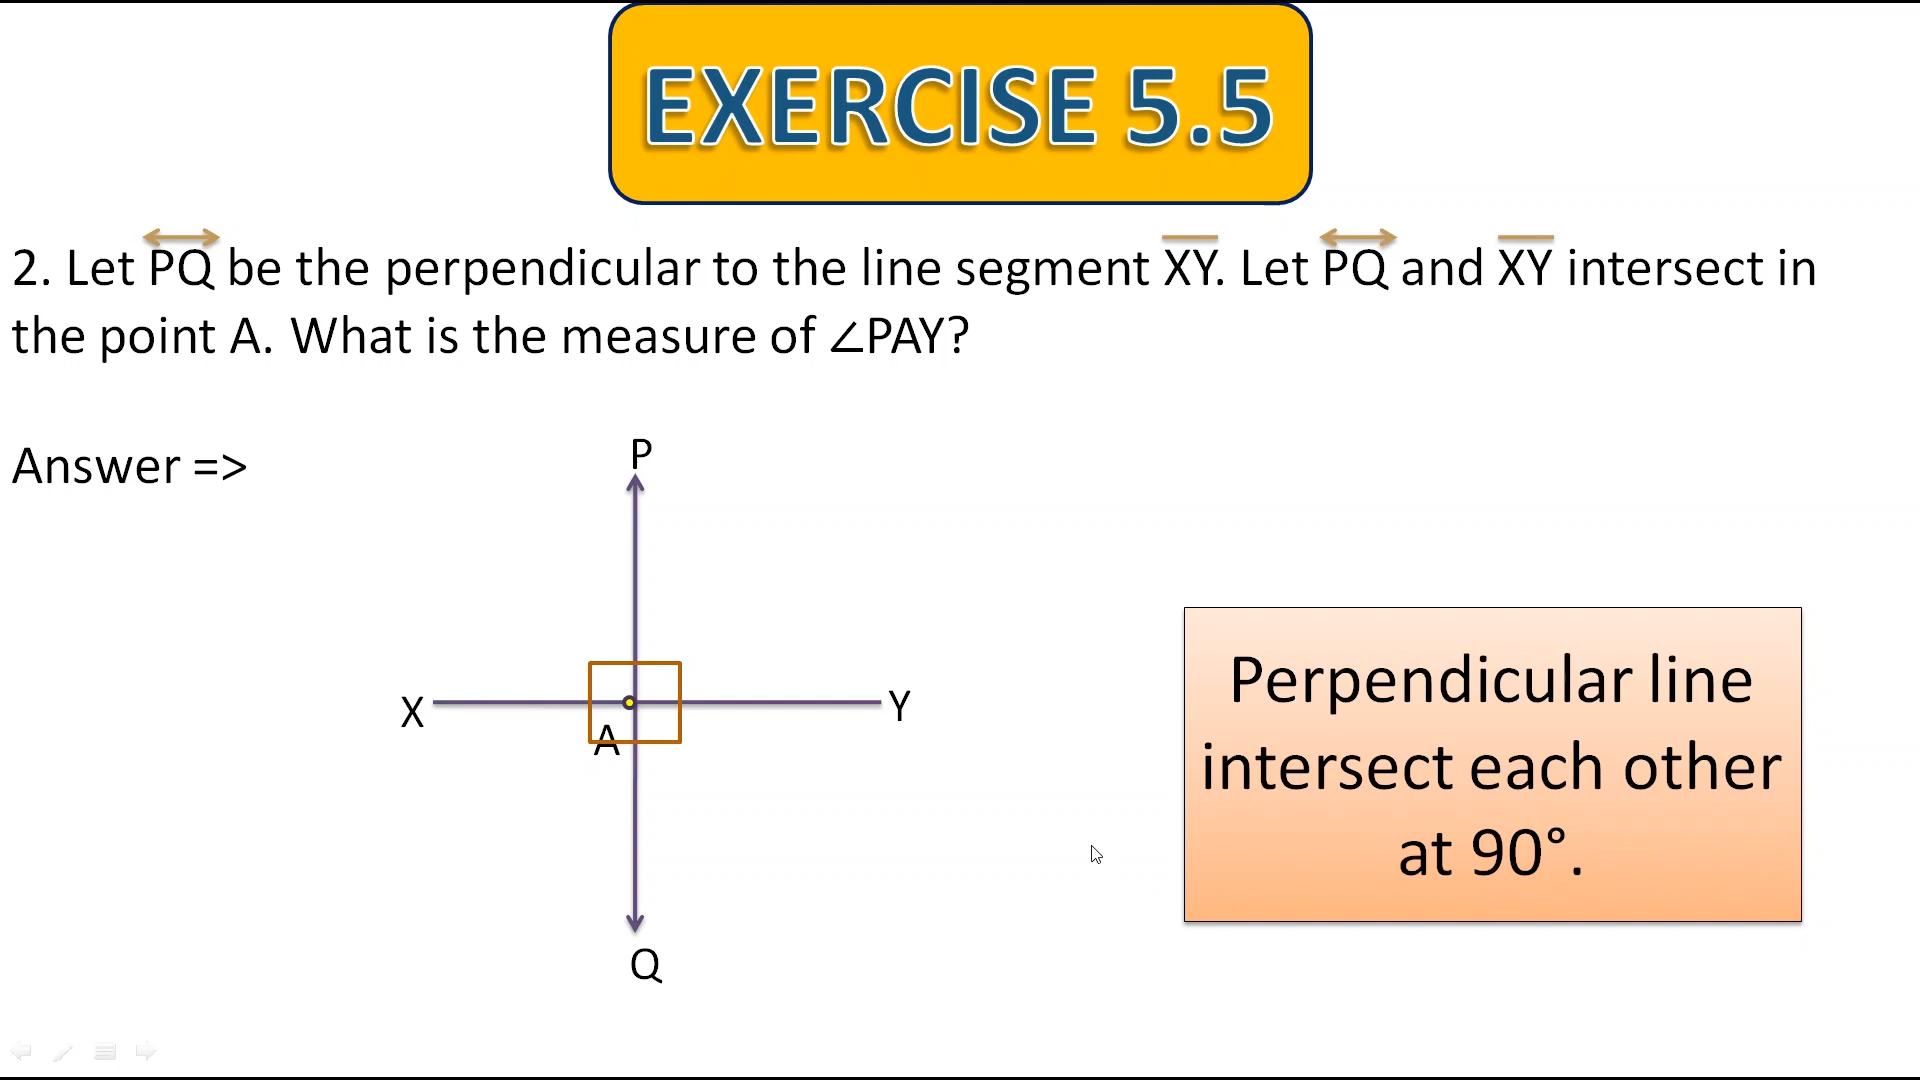 EXERCISE 5.5
2. Let PQ be the perpendicular to the line segment XY. Let PQ and XY intersect in
the point A. What is the measure of ∠PAY?
Answer =>
P
X
Y
A
Q
Perpendicular line
intersect each other
at 90°.